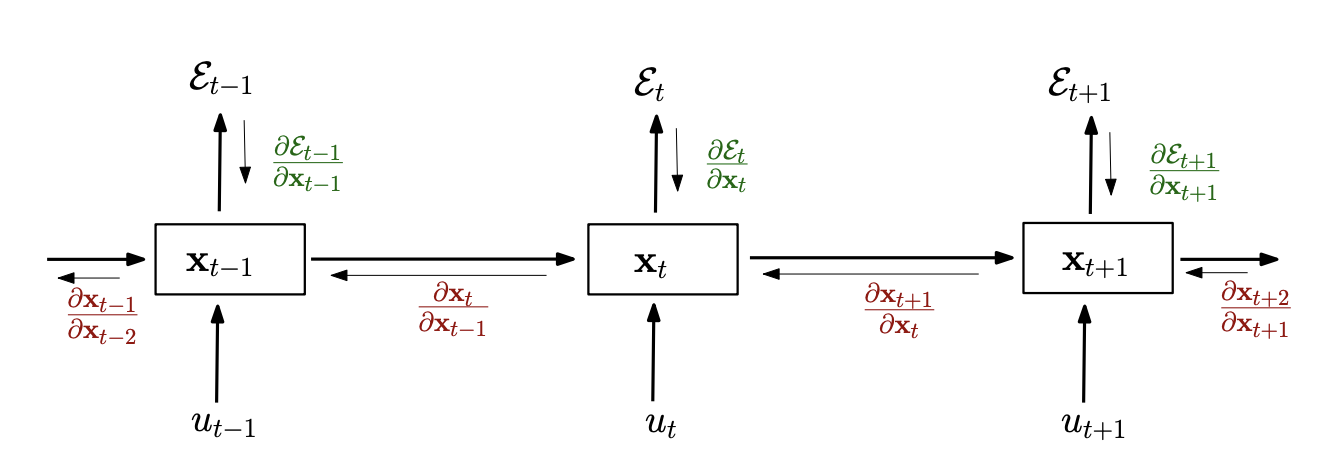 ℰ_{t−1} ℰ_t ℰ_{t+1}
∂ℰ_{t−1}/∂𝐱_{t−1} ∂ℰ_t/∂𝐱_t ∂ℰ_{t+1}/∂𝐱_{t+1}
𝐱_{t−1} 𝐱_t 𝐱_{t+1}
∂𝐱_{t−1}/∂𝐱_{t−2} ∂𝐱_t/∂𝐱_{t−1} ∂𝐱_{t+1}/∂𝐱_t ∂𝐱_{t+2}/∂𝐱_{t+1}
u_{t−1} u_t u_{t+1}